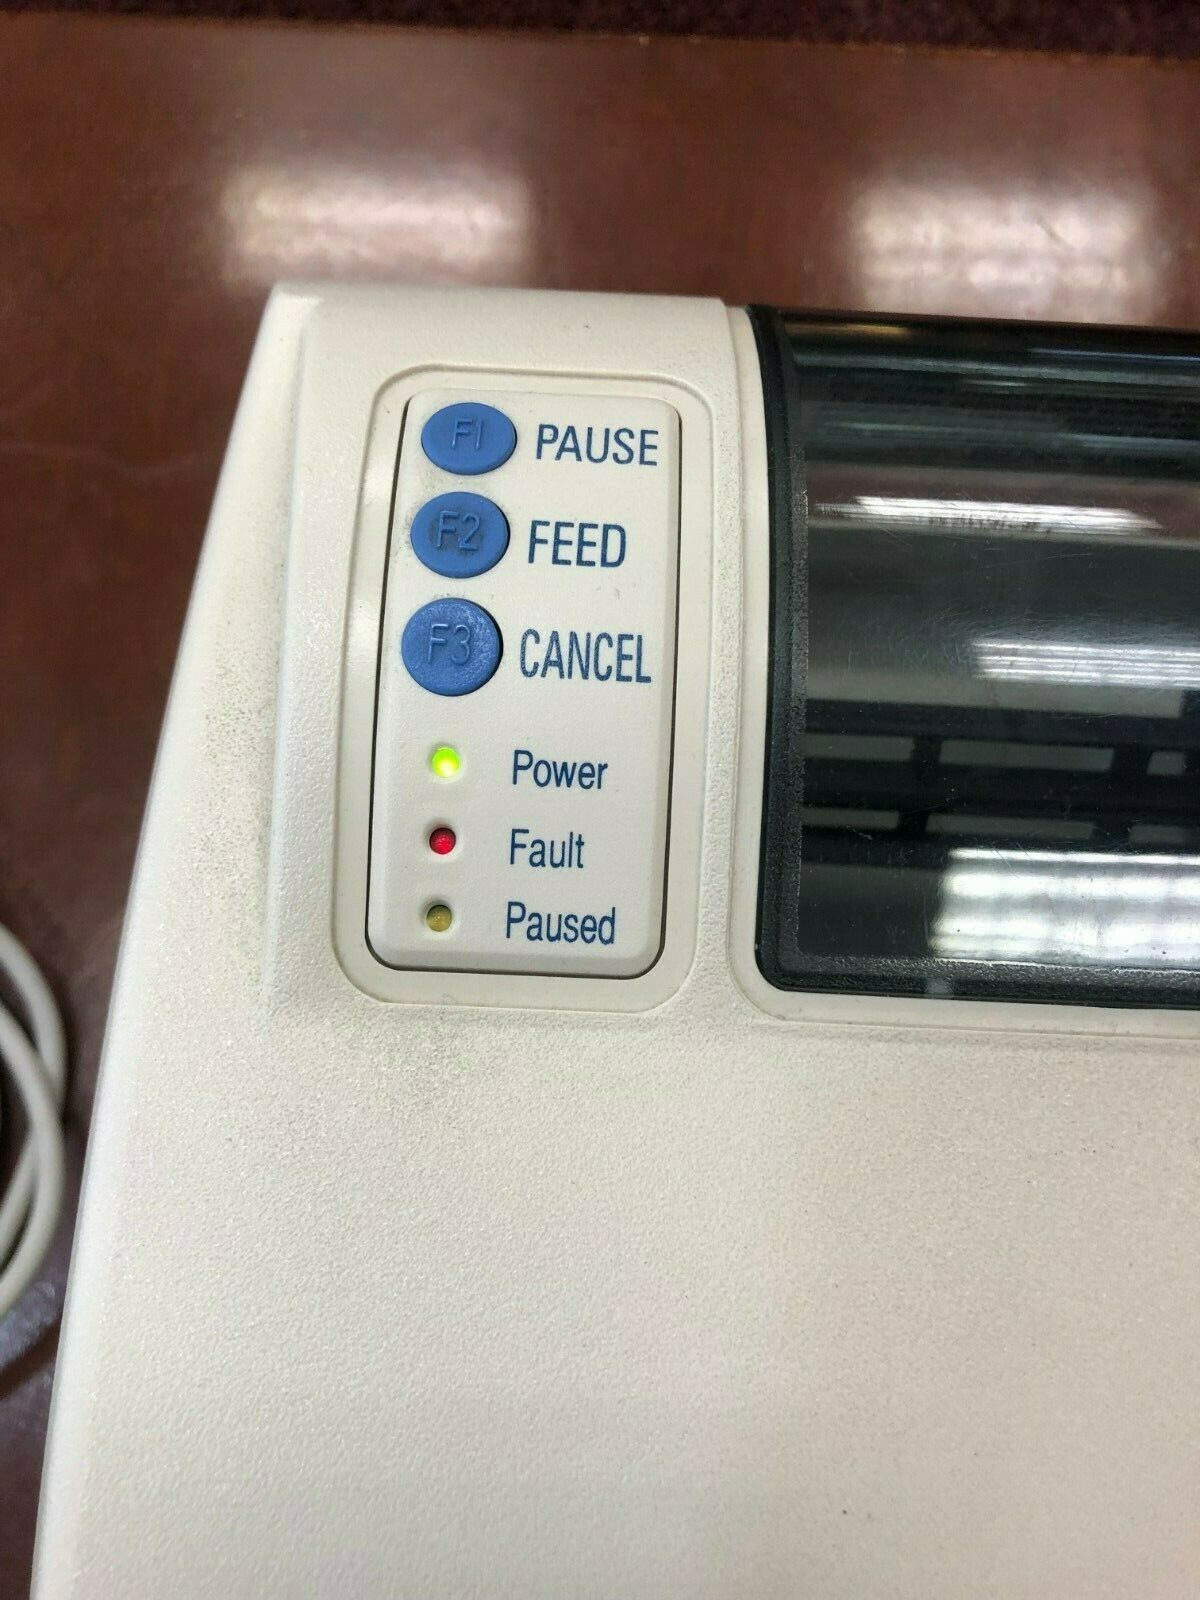 F1 PAUSE
F2 FEED
F3 CANCEL
Power
Fault
Paused